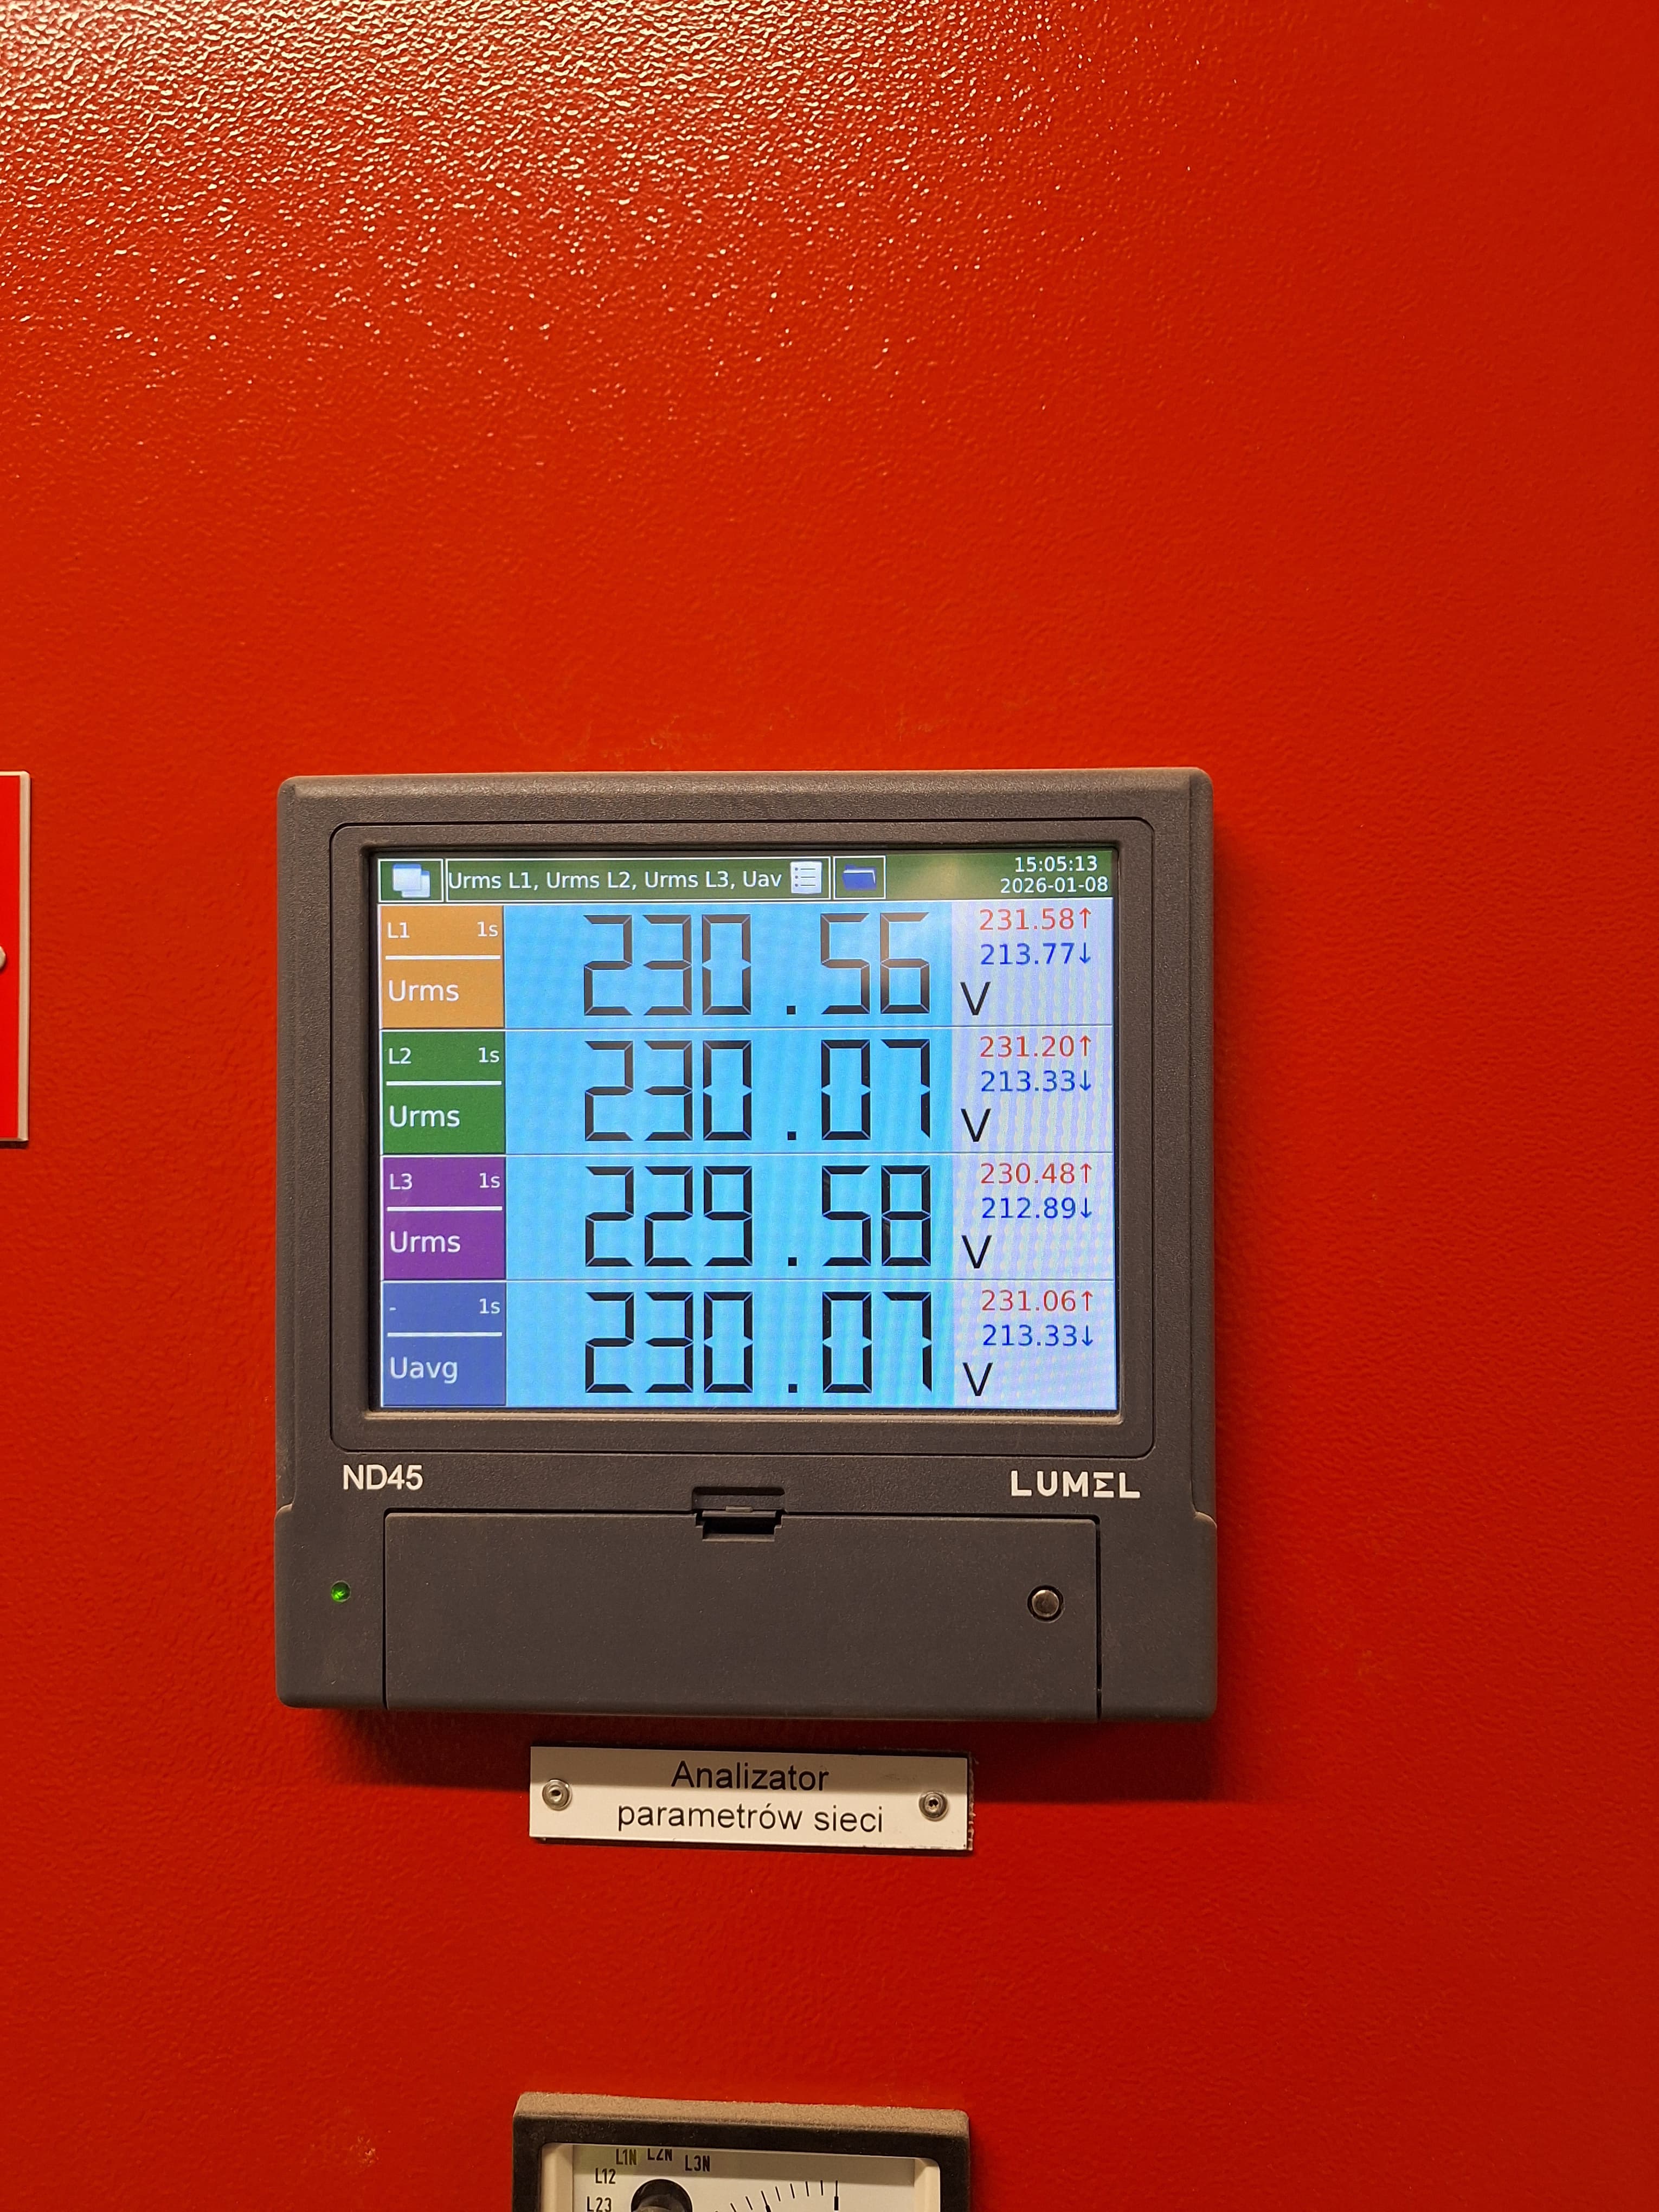 Urms L1, Urms L2, Urms L3, Uav
15:05:13
2026-01-08
L1 1s
Urms
230.56
231.58↑
213.77↓
V
L2 1s
Urms
230.07
231.20↑
213.33↓
V
L3 1s
Urms
229.58
230.48↑
212.89↓
V
- 1s
Uavg
230.07
231.06↑
213.33↓
V
ND45
LUMEL
Analizator
parametrów sieci
L1N L2N L3N
L12
L23